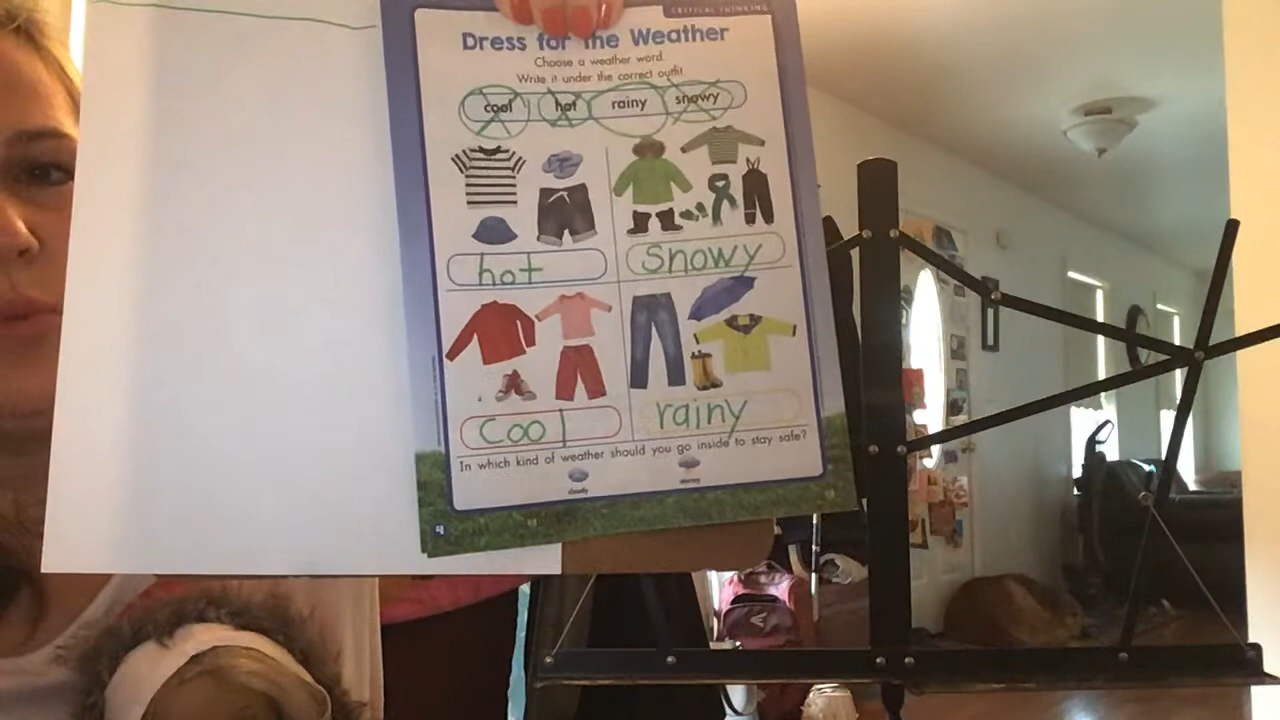 CRITICAL THINKING
Dress for the Weather
Choose a weather word.
Write it under the correct outfit.
cool hot rainy snowy
hot
snowy
cool
rainy
In which kind of weather should you go inside to stay safe?
cloudy stormy
4